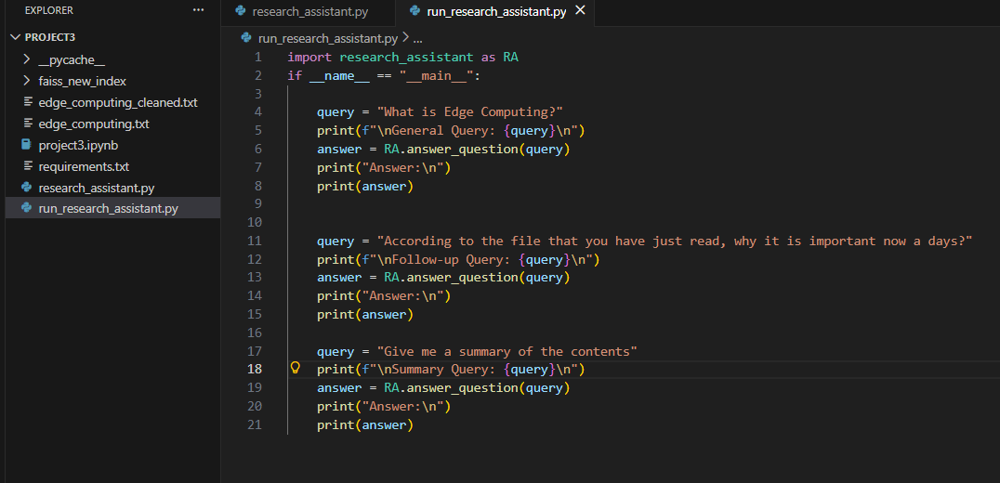 EXPLORER
...
PROJECT3
__pycache__
faiss_new_index
edge_computing_cleaned.txt
edge_computing.txt
project3.ipynb
requirements.txt
research_assistant.py
run_research_assistant.py
research_assistant.py
run_research_assistant.py
run_research_assistant.py > ...
1 import research_assistant as RA
2 if __name__ == "__main__":
3
4 query = "What is Edge Computing?"
5 print(f"\nGeneral Query: {query}\n")
6 answer = RA.answer_question(query)
7 print("Answer:\n")
8 print(answer)
9
10
11 query = "According to the file that you have just read, why it is important now a days?"
12 print(f"\nFollow-up Query: {query}\n")
13 answer = RA.answer_question(query)
14 print("Answer:\n")
15 print(answer)
16
17 query = "Give me a summary of the contents"
18 print(f"\nSummary Query: {query}\n")
19 answer = RA.answer_question(query)
20 print("Answer:\n")
21 print(answer)